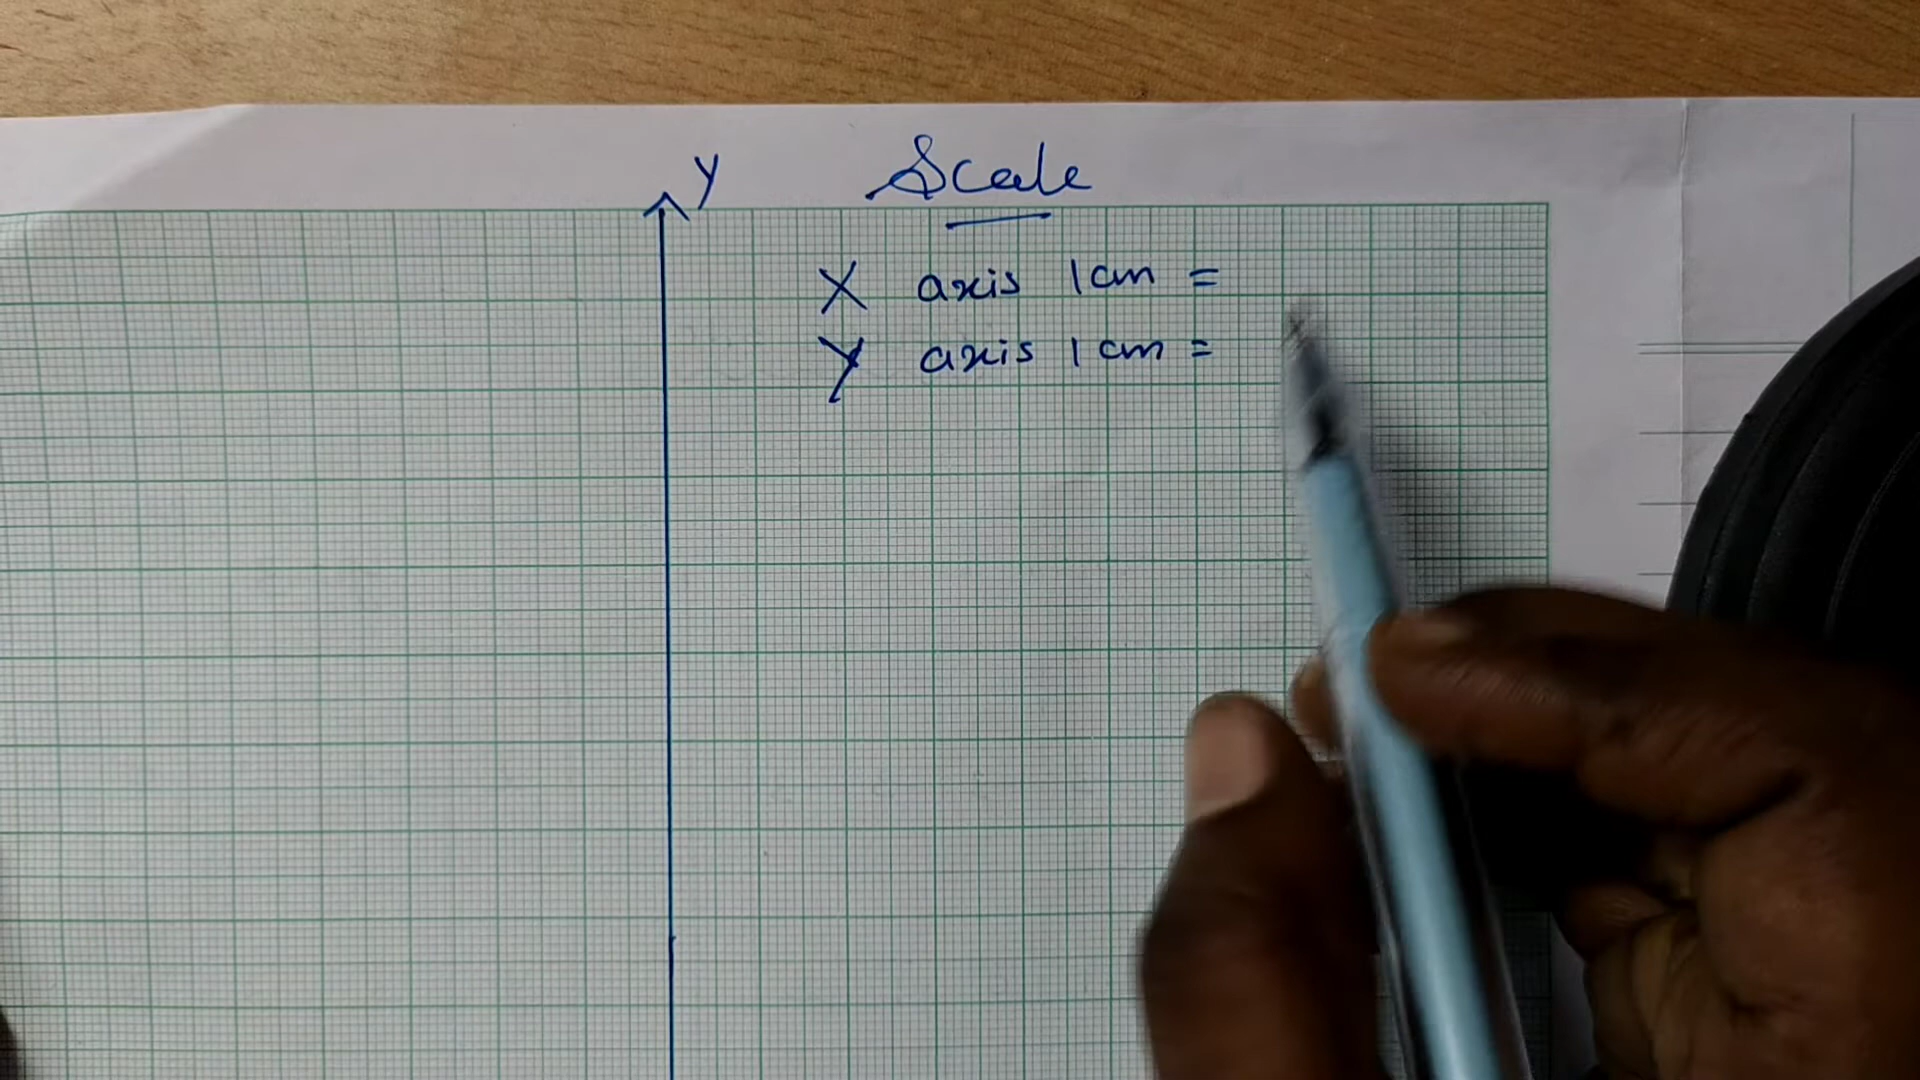 Y
Scale
X axis 1cm =
Y axis 1cm =